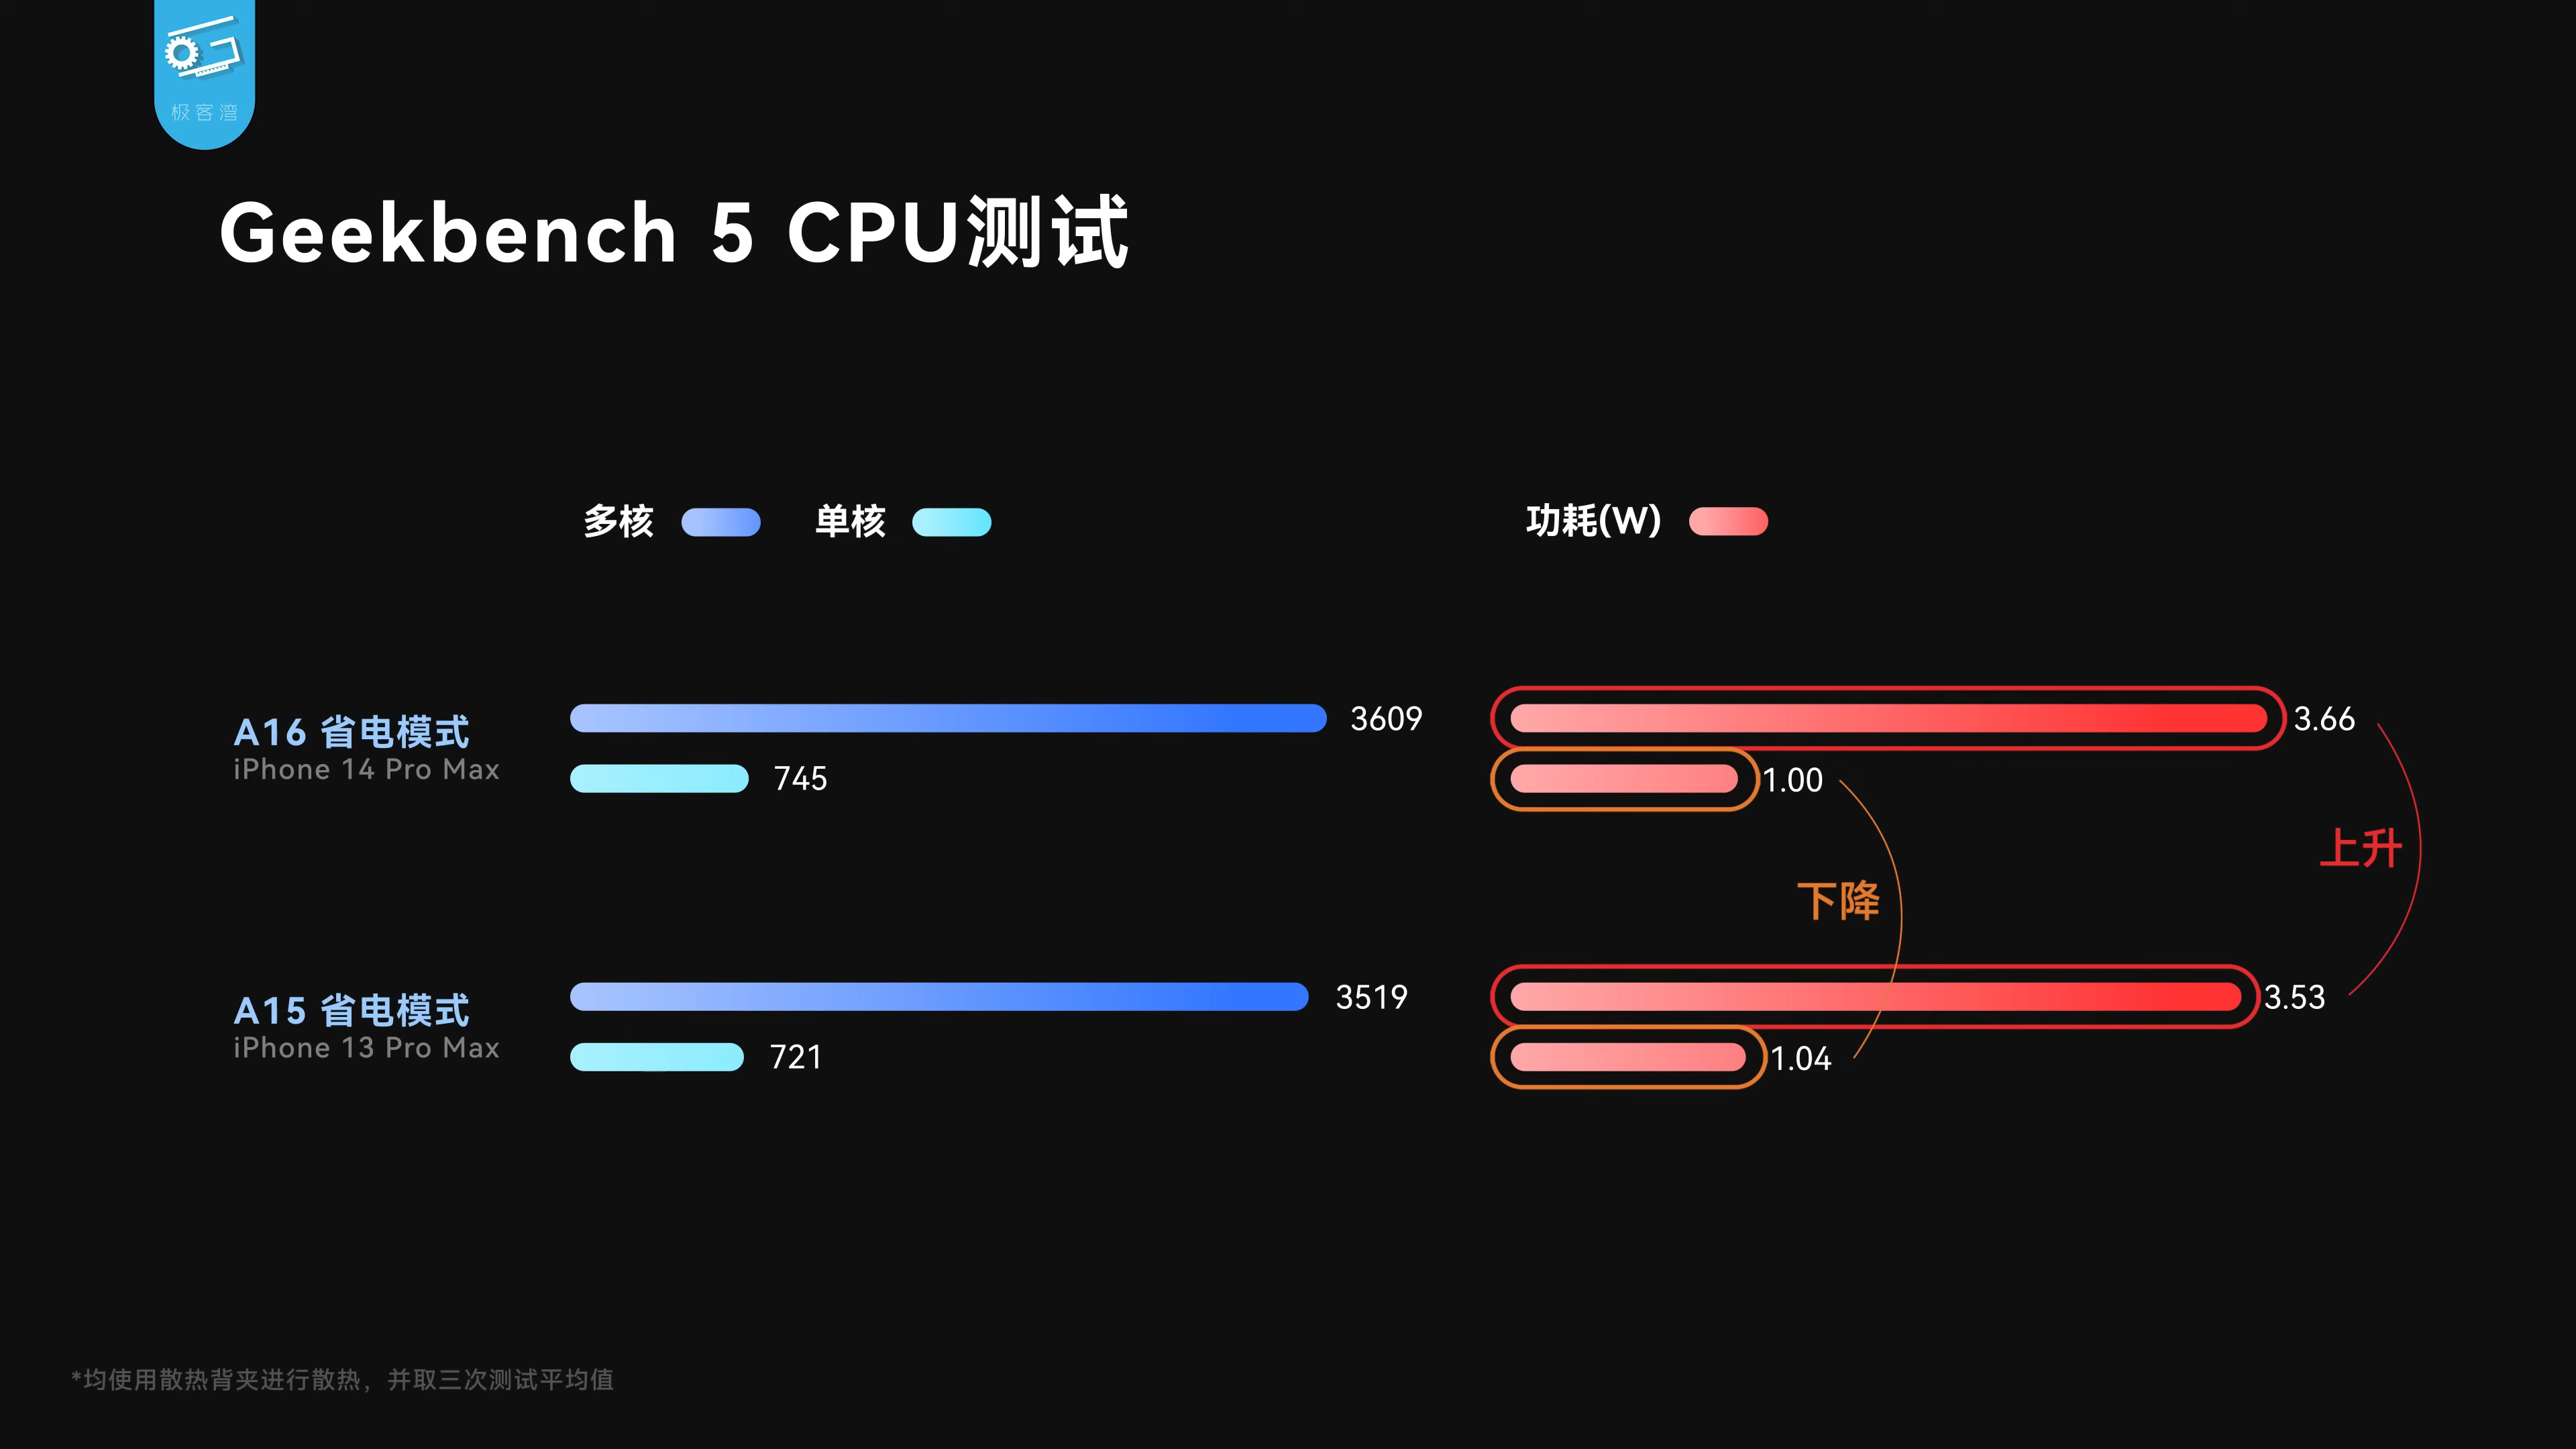 极客湾
Geekbench 5 CPU测试
多核 单核 功耗(W)
A16 省电模式
iPhone 14 Pro Max
3609
745
3.66
1.00
上升
下降
A15 省电模式
iPhone 13 Pro Max
3519
721
3.53
1.04
*均使用散热背夹进行散热，并取三次测试平均值